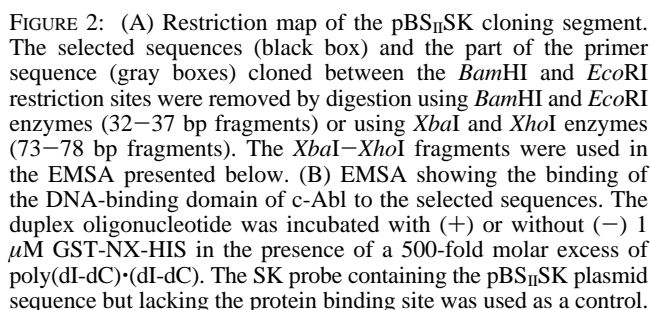 FIGURE 2: (A) Restriction map of the pBSIISK cloning segment.
The selected sequences (black box) and the part of the primer
sequence (gray boxes) cloned between the BamHI and EcoRI
restriction sites were removed by digestion using BamHI and EcoRI
enzymes (32−37 bp fragments) or using XbaI and XhoI enzymes
(73−78 bp fragments). The XbaI−XhoI fragments were used in
the EMSA presented below. (B) EMSA showing the binding of
the DNA-binding domain of c-Abl to the selected sequences. The
duplex oligonucleotide was incubated with (+) or without (−) 1
μM GST-NX-HIS in the presence of a 500-fold molar excess of
poly(dI-dC)·(dI-dC). The SK probe containing the pBSIISK plasmid
sequence but lacking the protein binding site was used as a control.